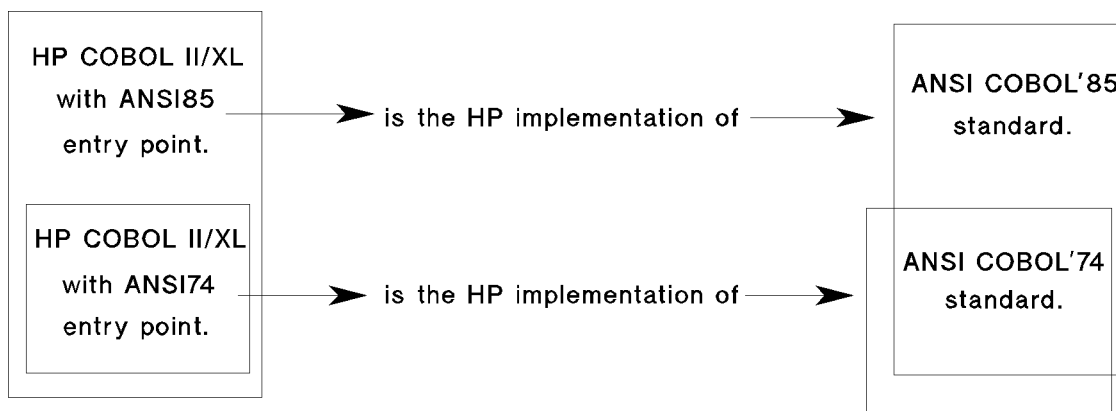 HP COBOL II/XL
with ANSI85
entry point.
is the HP implementation of
ANSI COBOL'85
standard.
HP COBOL II/XL
with ANSI74
entry point.
is the HP implementation of
ANSI COBOL'74
standard.